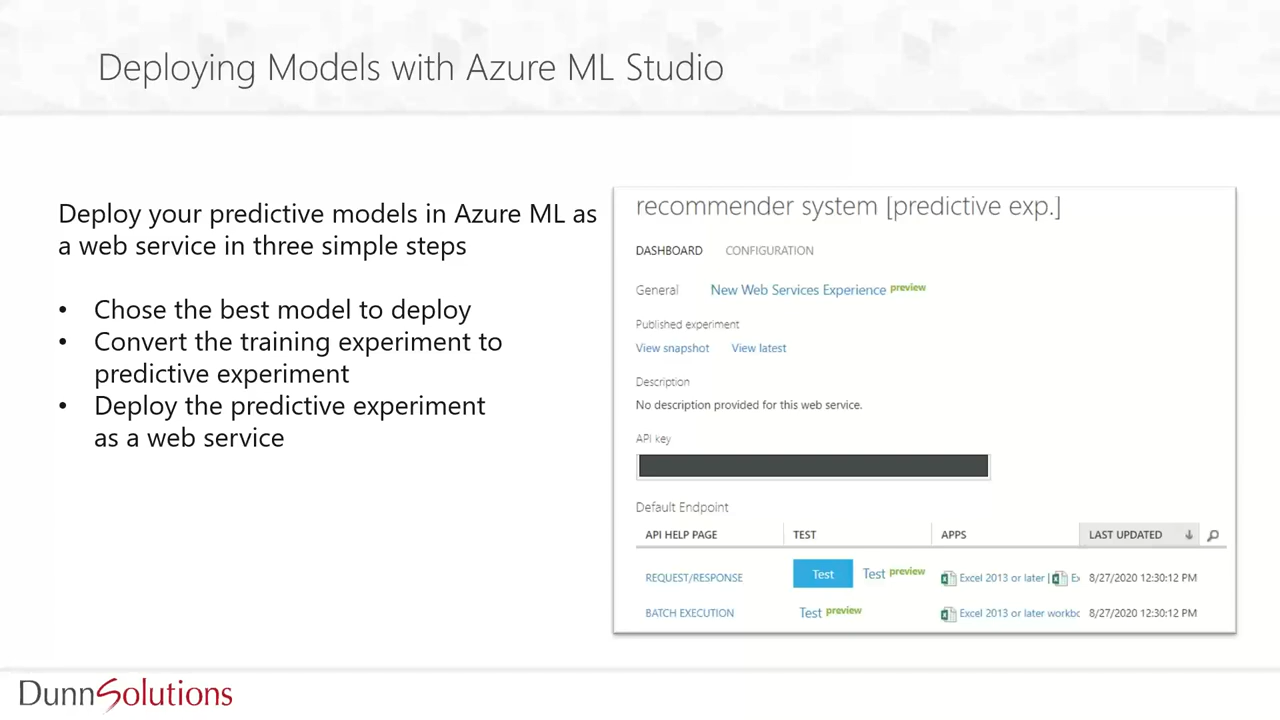 Deploying Models with Azure ML Studio
Deploy your predictive models in Azure ML as
a web service in three simple steps
• Chose the best model to deploy
• Convert the training experiment to
predictive experiment
• Deploy the predictive experiment
as a web service
recommender system [predictive exp.]
DASHBOARD CONFIGURATION
General New Web Services Experience preview
Published experiment
View snapshot View latest
Description
No description provided for this web service.
API key
Default Endpoint
API HELP PAGE TEST APPS LAST UPDATED
REQUEST/RESPONSE Test Test preview Excel 2013 or later | Ex 8/27/2020 12:30:12 PM
BATCH EXECUTION Test preview Excel 2013 or later workbo 8/27/2020 12:30:12 PM
DunnSolutions